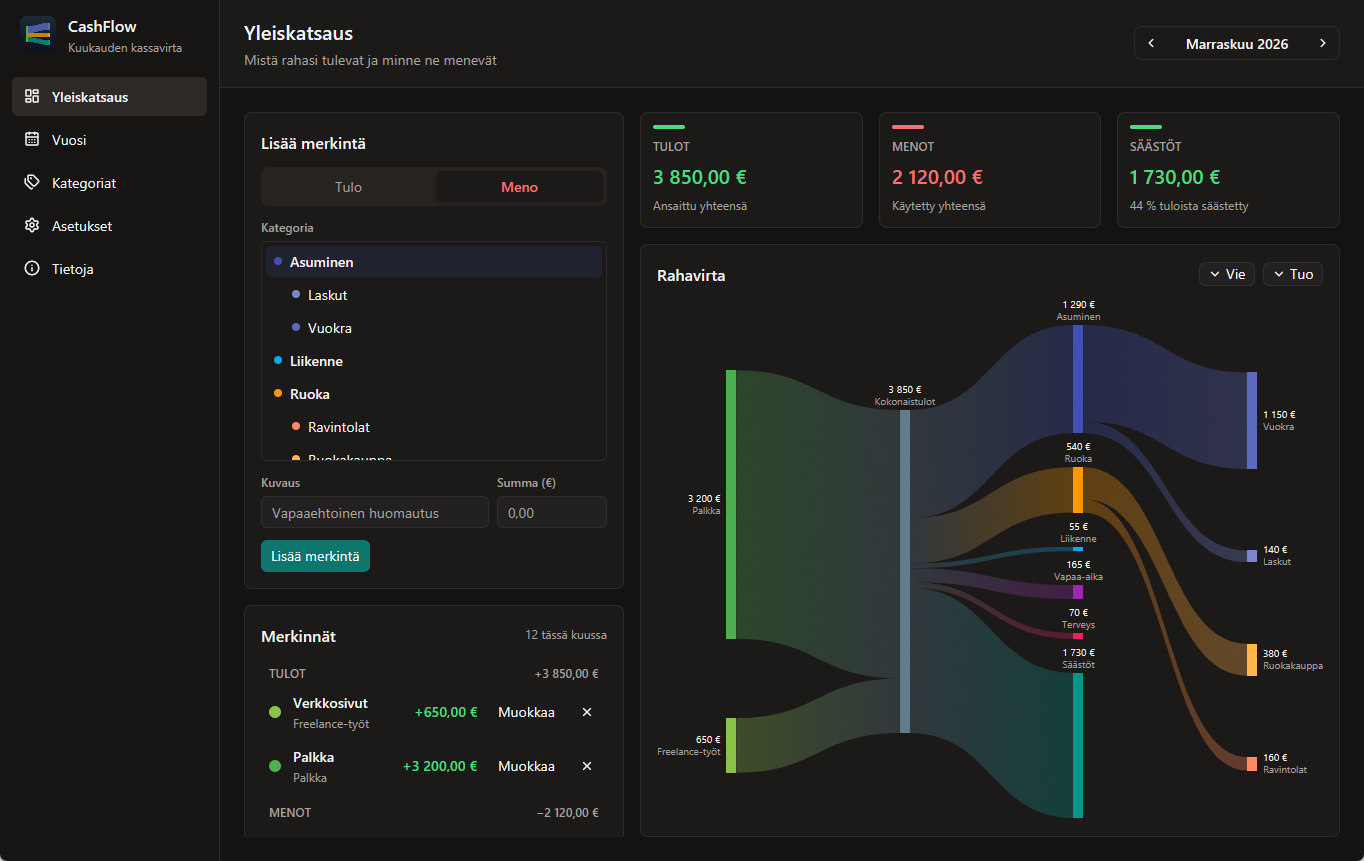 CashFlow
Kuukauden kassavirta
Yleiskatsaus
Vuosi
Kategoriat
Asetukset
Tietoja
Yleiskatsaus
Mistä rahasi tulevat ja minne ne menevät
Marraskuu 2026
Lisää merkintä
Tulo
Meno
Kategoria
Asuminen
Laskut
Vuokra
Liikenne
Ruoka
Ravintolat
Ruokakauppa
Kuvaus
Summa (€)
Vapaaehtoinen huomautus
0,00
Lisää merkintä
Merkinnät
12 tässä kuussa
TULOT
+3 850,00 €
Verkkosivut
Freelance-työt
+650,00 €
Muokkaa
Palkka
Palkka
+3 200,00 €
Muokkaa
MENOT
−2 120,00 €
TULOT
3 850,00 €
Ansaittu yhteensä
MENOT
2 120,00 €
Käytetty yhteensä
SÄÄSTÖT
1 730,00 €
44 % tuloista säästetty
Rahavirta
Vie
Tuo
3 200 €
Palkka
650 €
Freelance-työt
3 850 €
Kokonaistulot
1 290 €
Asuminen
540 €
Ruoka
55 €
Liikenne
165 €
Vapaa-aika
70 €
Terveys
1 730 €
Säästöt
1 150 €
Vuokra
140 €
Laskut
380 €
Ruokakauppa
160 €
Ravintolat